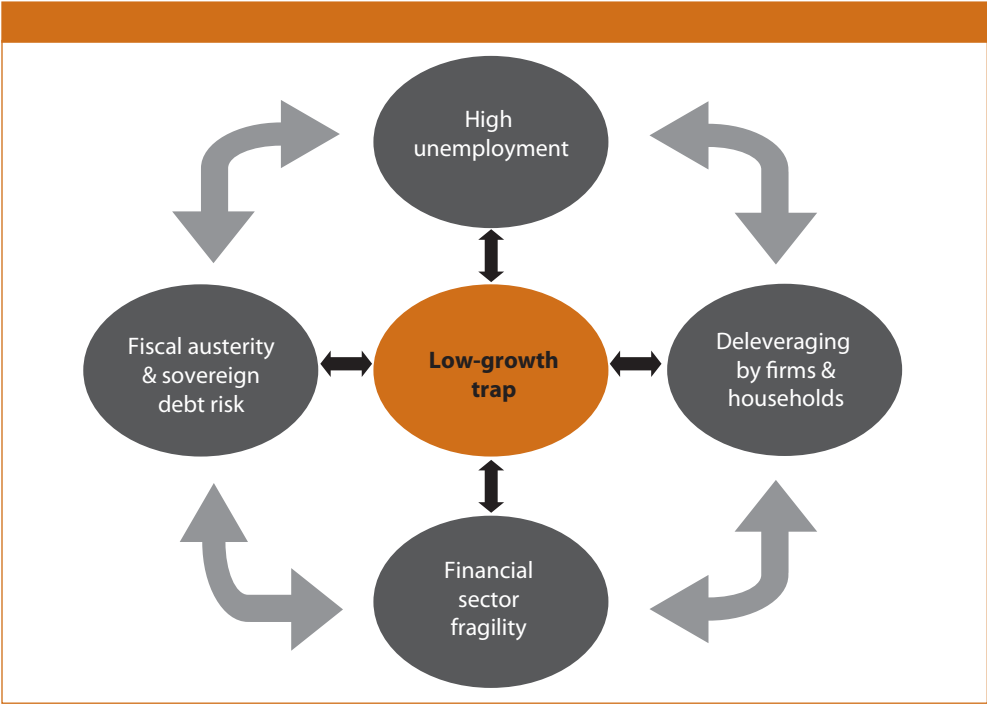 High
unemployment
Fiscal austerity
& sovereign
debt risk
Low-growth
trap
Deleveraging
by firms &
households
Financial
sector
fragility